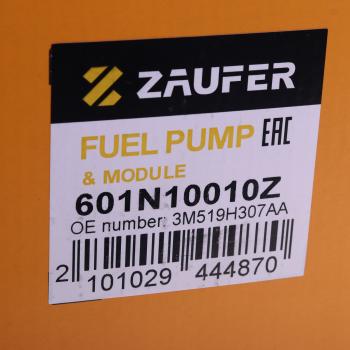 ZAUFER
FUEL PUMP EAC
& MODULE
601N10010Z
OE number: 3M519H307AA
2 101029 444870